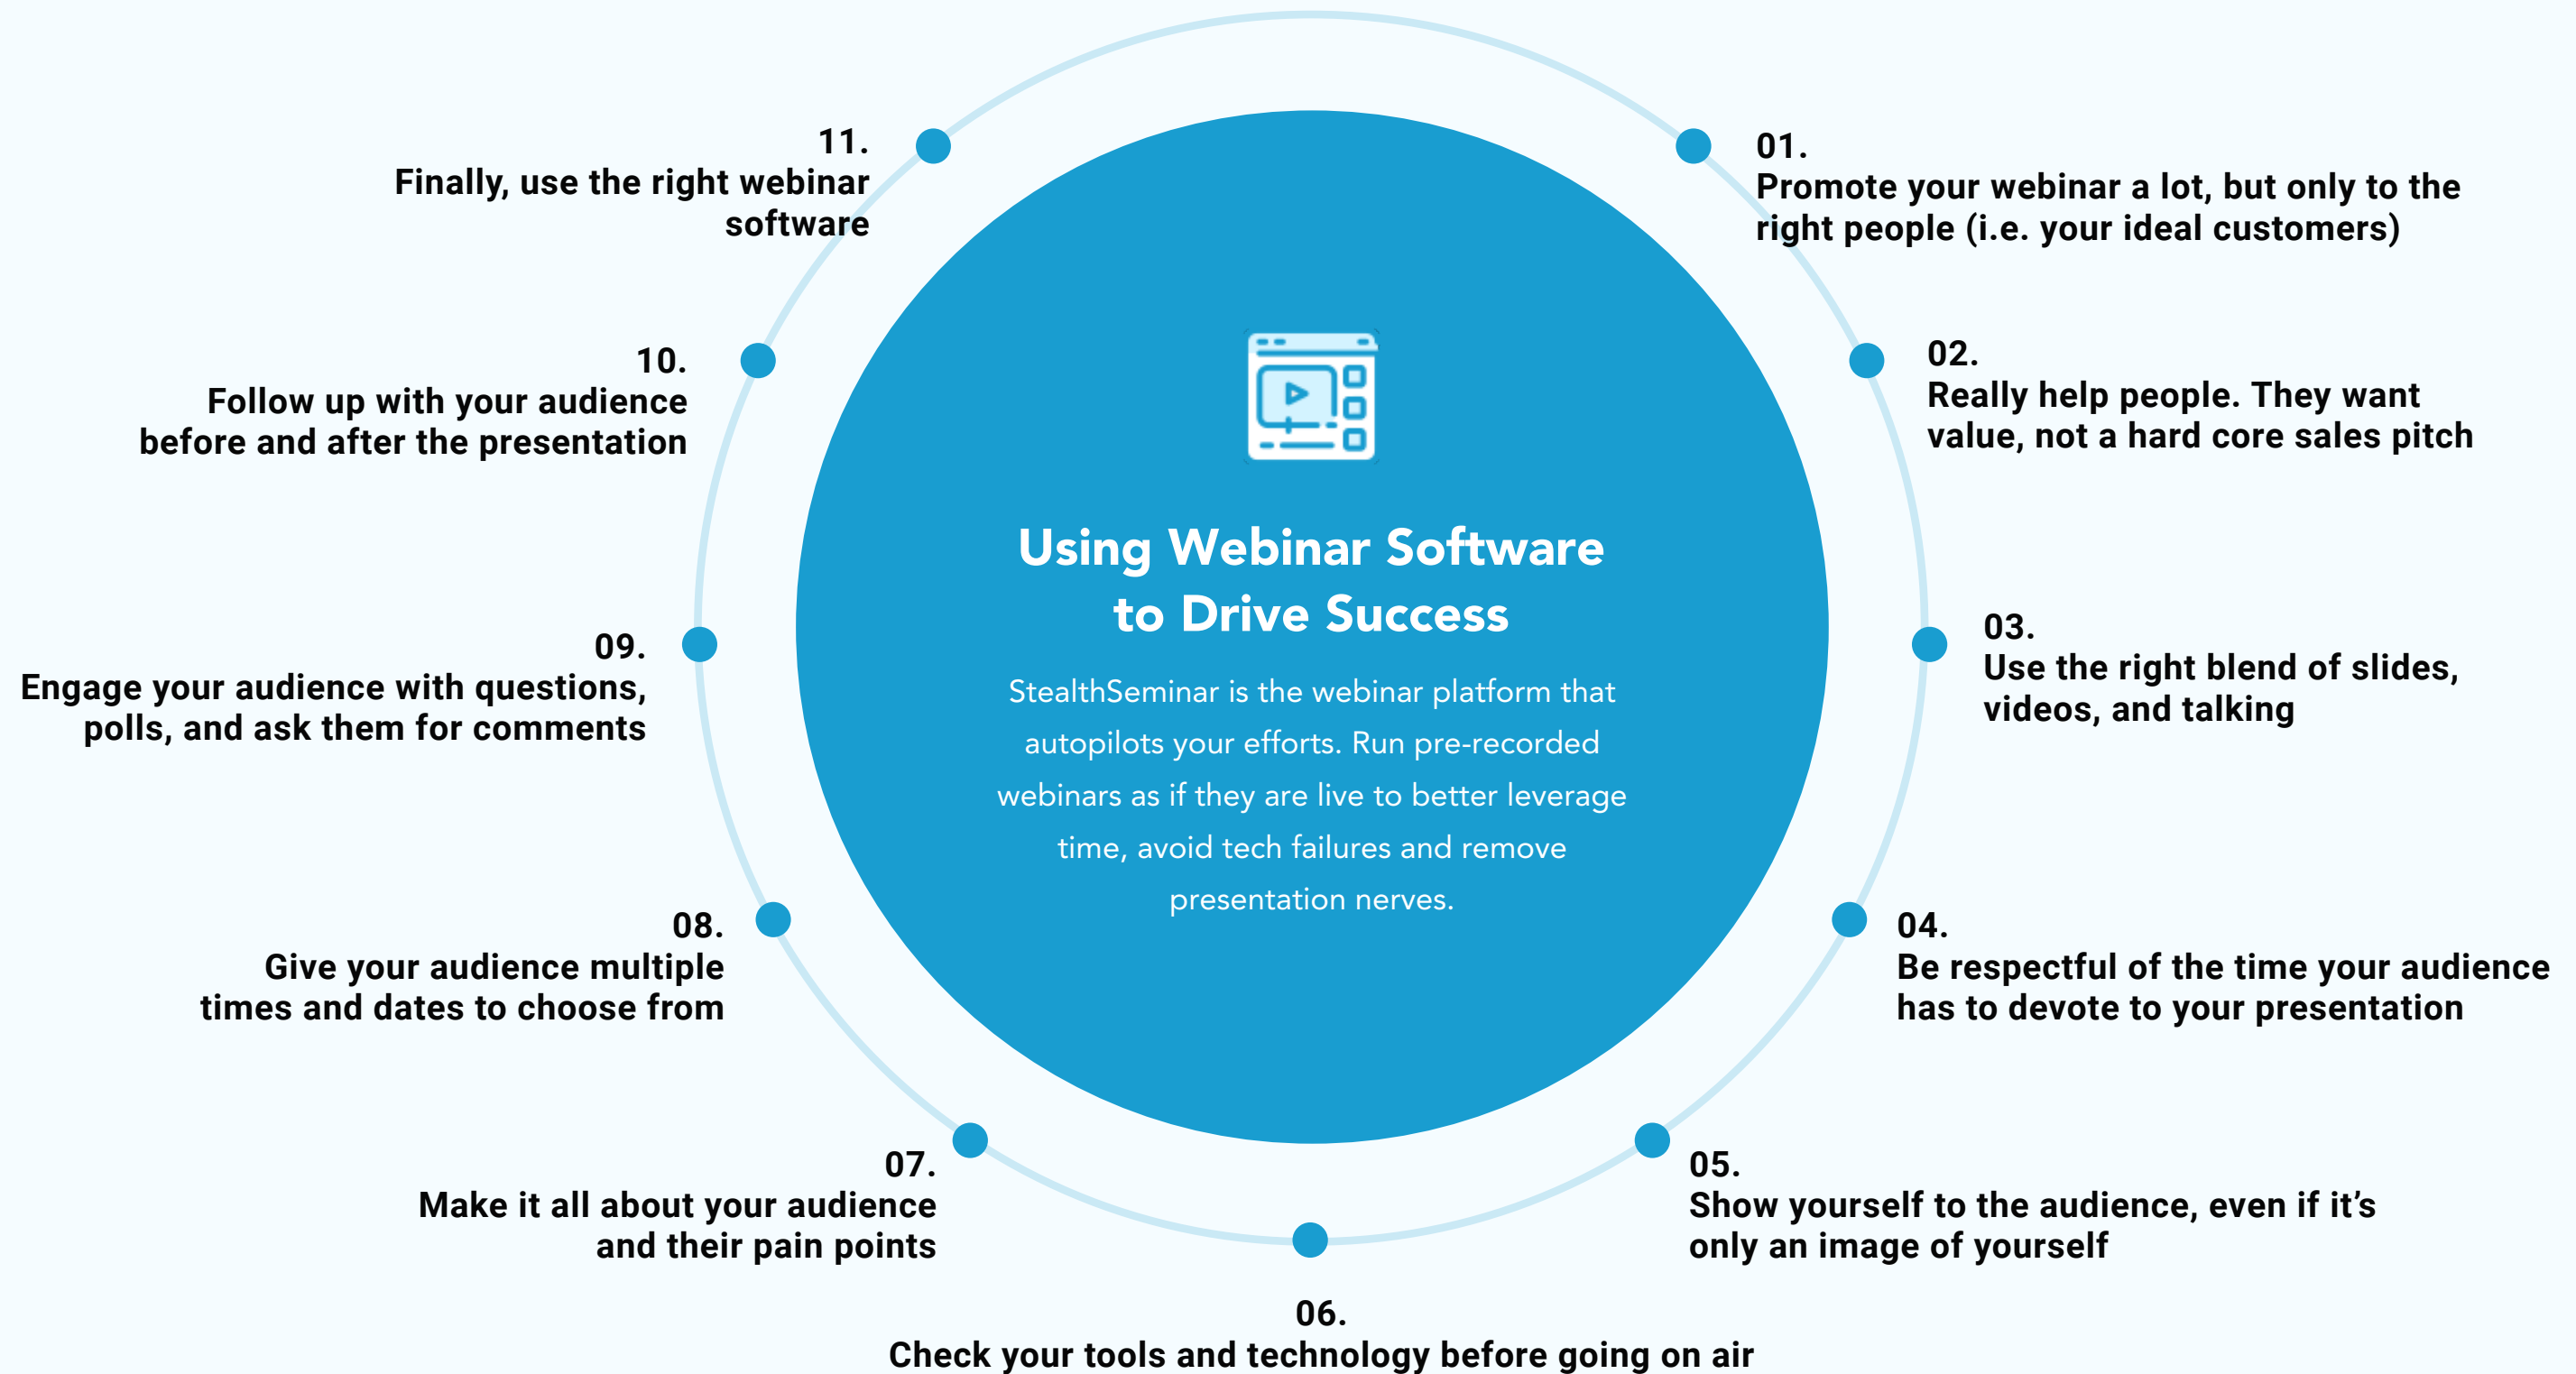 Using Webinar Software
to Drive Success
StealthSeminar is the webinar platform that
autopilots your efforts. Run pre-recorded
webinars as if they are live to better leverage
time, avoid tech failures and remove
presentation nerves.
01.
Promote your webinar a lot, but only to the
right people (i.e. your ideal customers)
02.
Really help people. They want
value, not a hard core sales pitch
03.
Use the right blend of slides,
videos, and talking
04.
Be respectful of the time your audience
has to devote to your presentation
05.
Show yourself to the audience, even if it’s
only an image of yourself
06.
Check your tools and technology before going on air
07.
Make it all about your audience
and their pain points
08.
Give your audience multiple
times and dates to choose from
09.
Engage your audience with questions,
polls, and ask them for comments
10.
Follow up with your audience
before and after the presentation
11.
Finally, use the right webinar
software